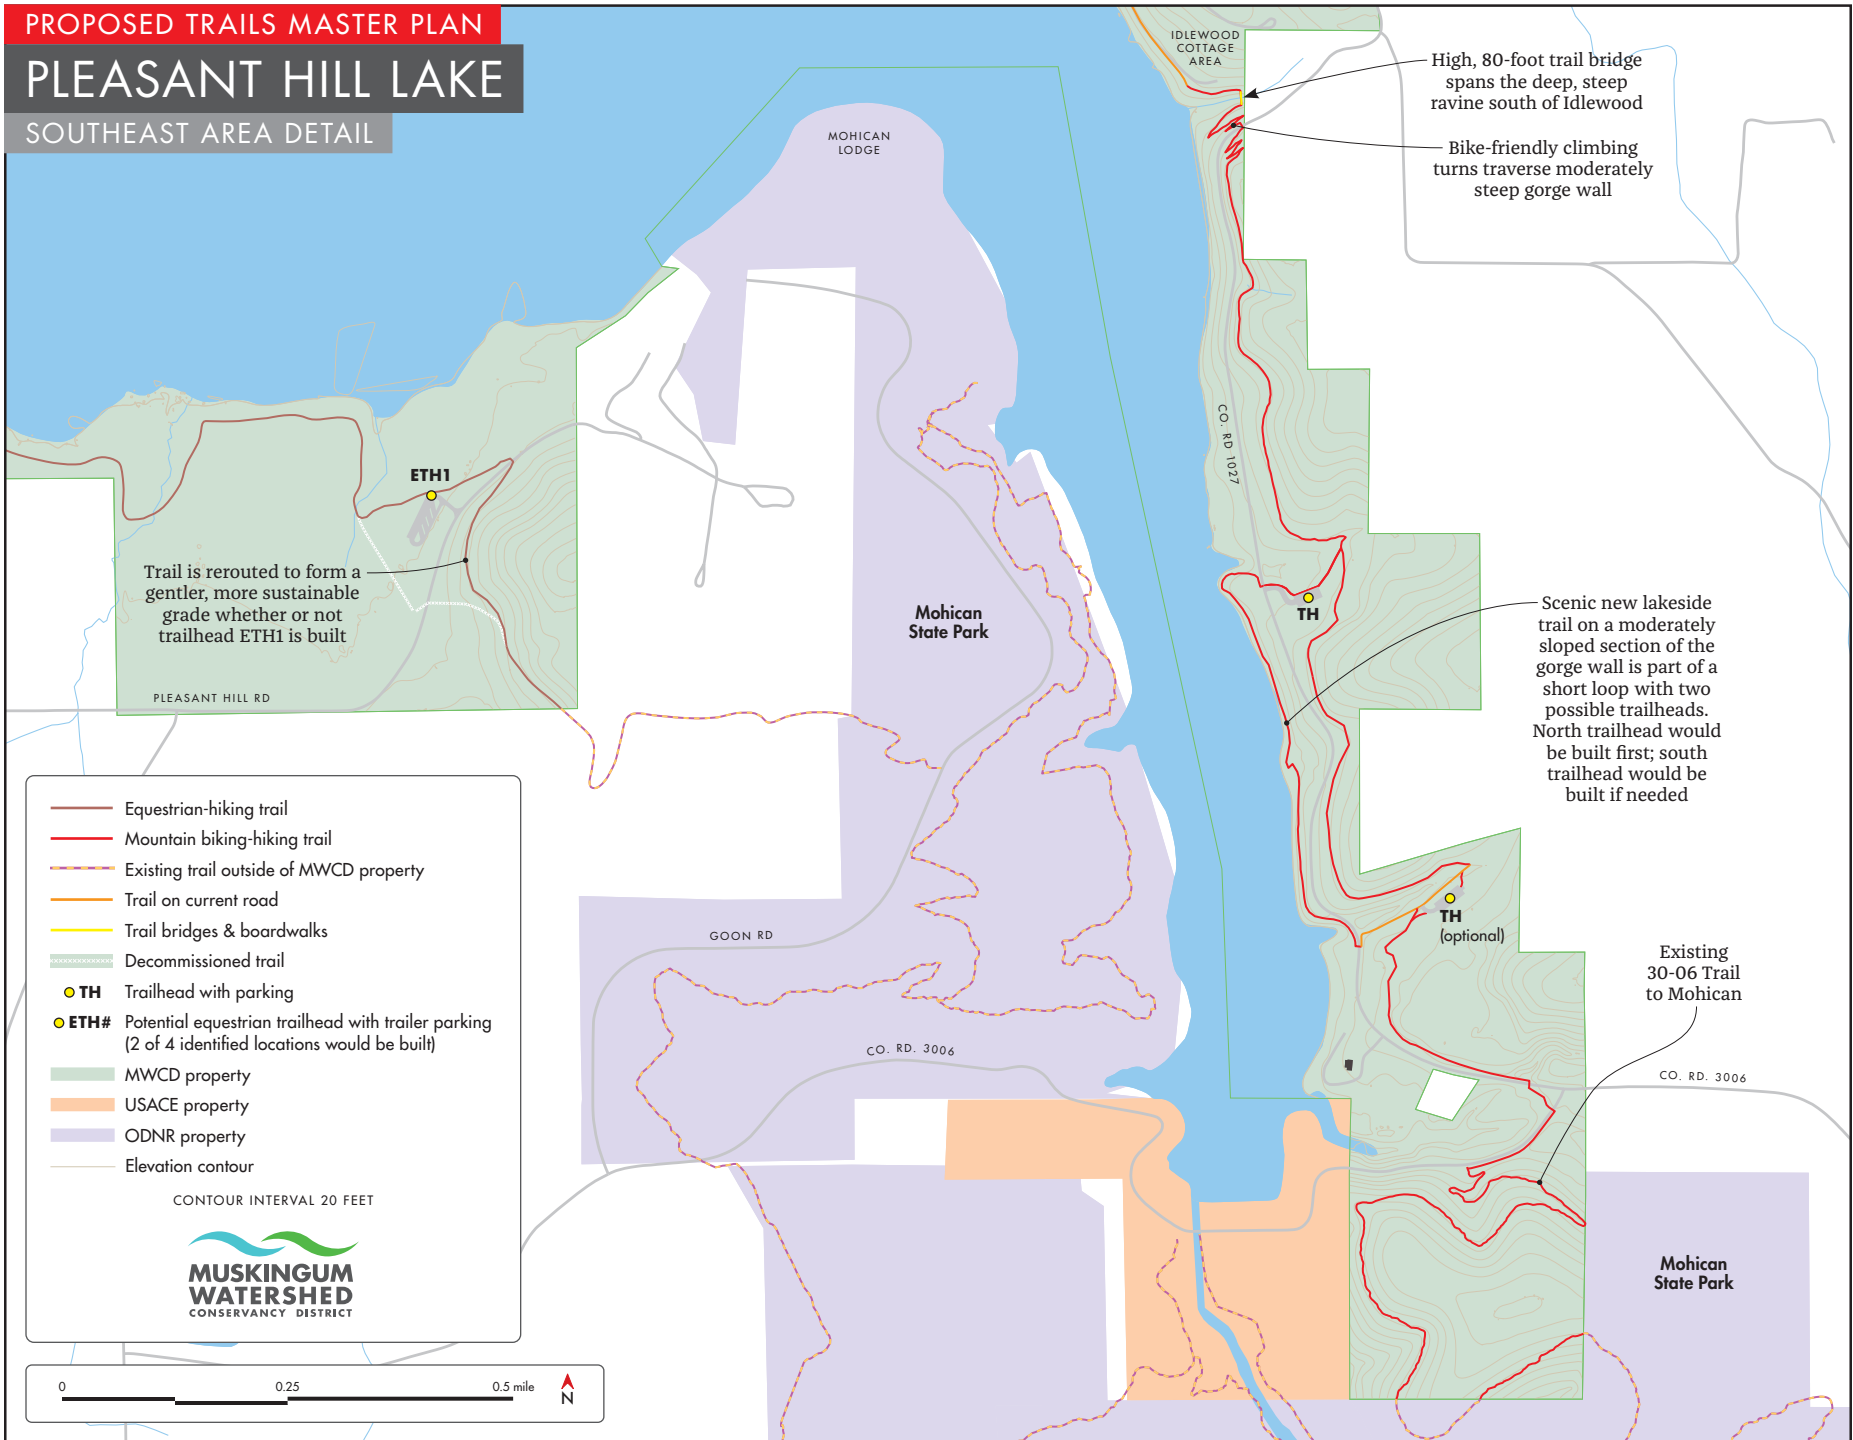 PROPOSED TRAILS MASTER PLAN
PLEASANT HILL LAKE
SOUTHEAST AREA DETAIL
IDLEWOOD
COTTAGE
AREA
High, 80-foot trail bridge
spans the deep, steep
ravine south of Idlewood
Bike-friendly climbing
turns traverse moderately
steep gorge wall
MOHICAN
LODGE
CO. RD 1027
ETH1
Trail is rerouted to form a
gentler, more sustainable
grade whether or not
trailhead ETH1 is built
PLEASANT HILL RD
Mohican
State Park
TH
Scenic new lakeside
trail on a moderately
sloped section of the
gorge wall is part of a
short loop with two
possible trailheads.
North trailhead would
be built first; south
trailhead would be
built if needed
TH
(optional)
GOON RD
CO. RD. 3006
Existing
30-06 Trail
to Mohican
CO. RD. 3006
Mohican
State Park
Equestrian-hiking trail
Mountain biking-hiking trail
Existing trail outside of MWCD property
Trail on current road
Trail bridges & boardwalks
Decommissioned trail
TH Trailhead with parking
ETH# Potential equestrian trailhead with trailer parking
(2 of 4 identified locations would be built)
MWCD property
USACE property
ODNR property
Elevation contour
CONTOUR INTERVAL 20 FEET
MUSKINGUM
WATERSHED
CONSERVANCY DISTRICT
0 0.25 0.5 mile
N